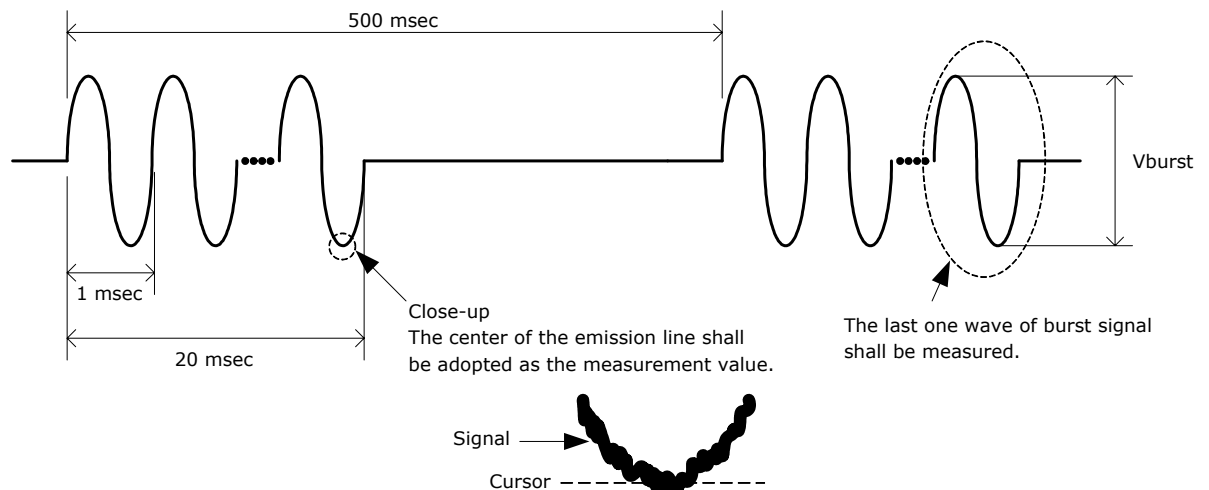 500 msec
Vburst
1 msec
20 msec
Close-up
The center of the emission line shall
be adopted as the measurement value.
The last one wave of burst signal
shall be measured.
Signal
Cursor